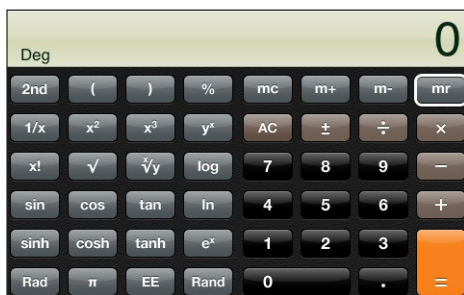 0
Deg
2nd ( ) % mc m+ m- mr
1/x x² x³ yˣ AC ± ÷ ×
x! √ ˣ√y log 7 8 9 −
sin cos tan ln 4 5 6 +
sinh cosh tanh eˣ 1 2 3
Rad π EE Rand 0 . =